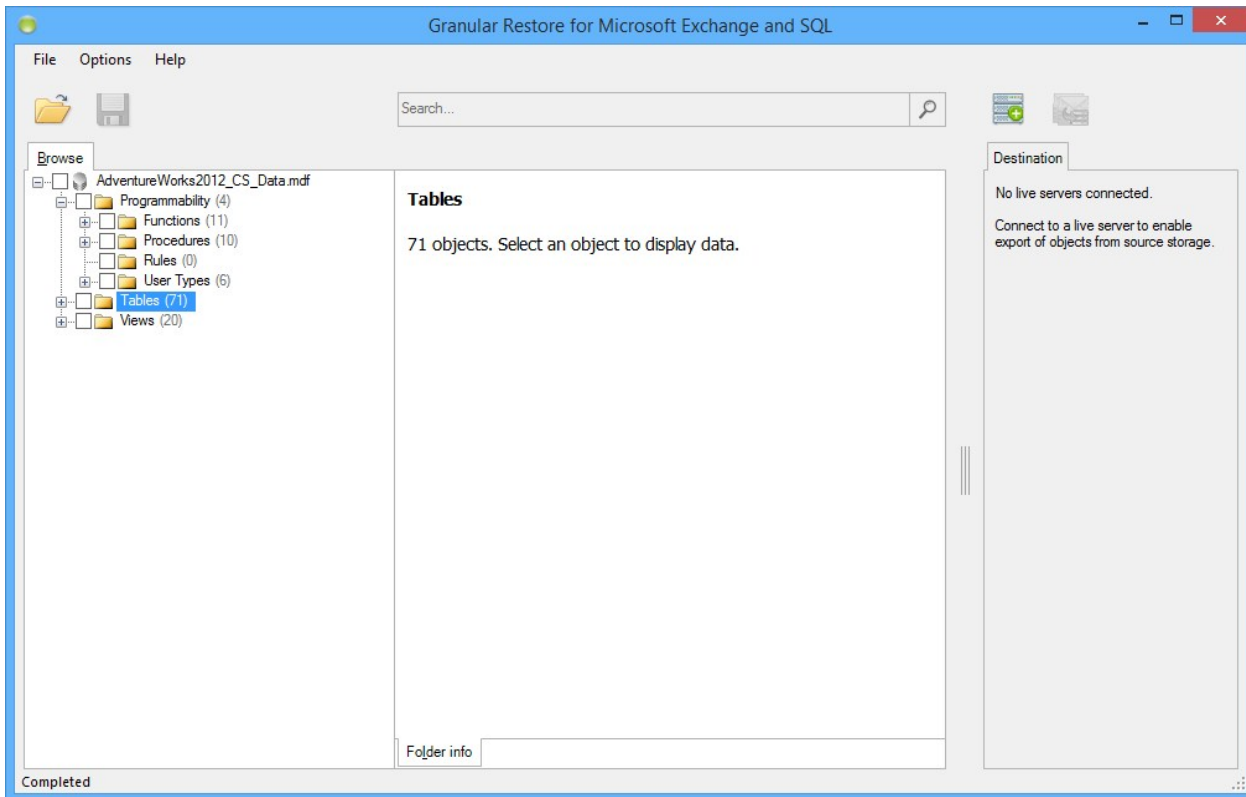 Granular Restore for Microsoft Exchange and SQL
File Options Help
Search...
Browse
AdventureWorks2012_CS_Data.mdf
Programmability (4)
Functions (11)
Procedures (10)
Rules (0)
User Types (6)
Tables (71)
Views (20)
Tables
71 objects. Select an object to display data.
Folder info
Destination
No live servers connected.
Connect to a live server to enable
export of objects from source storage.
Completed